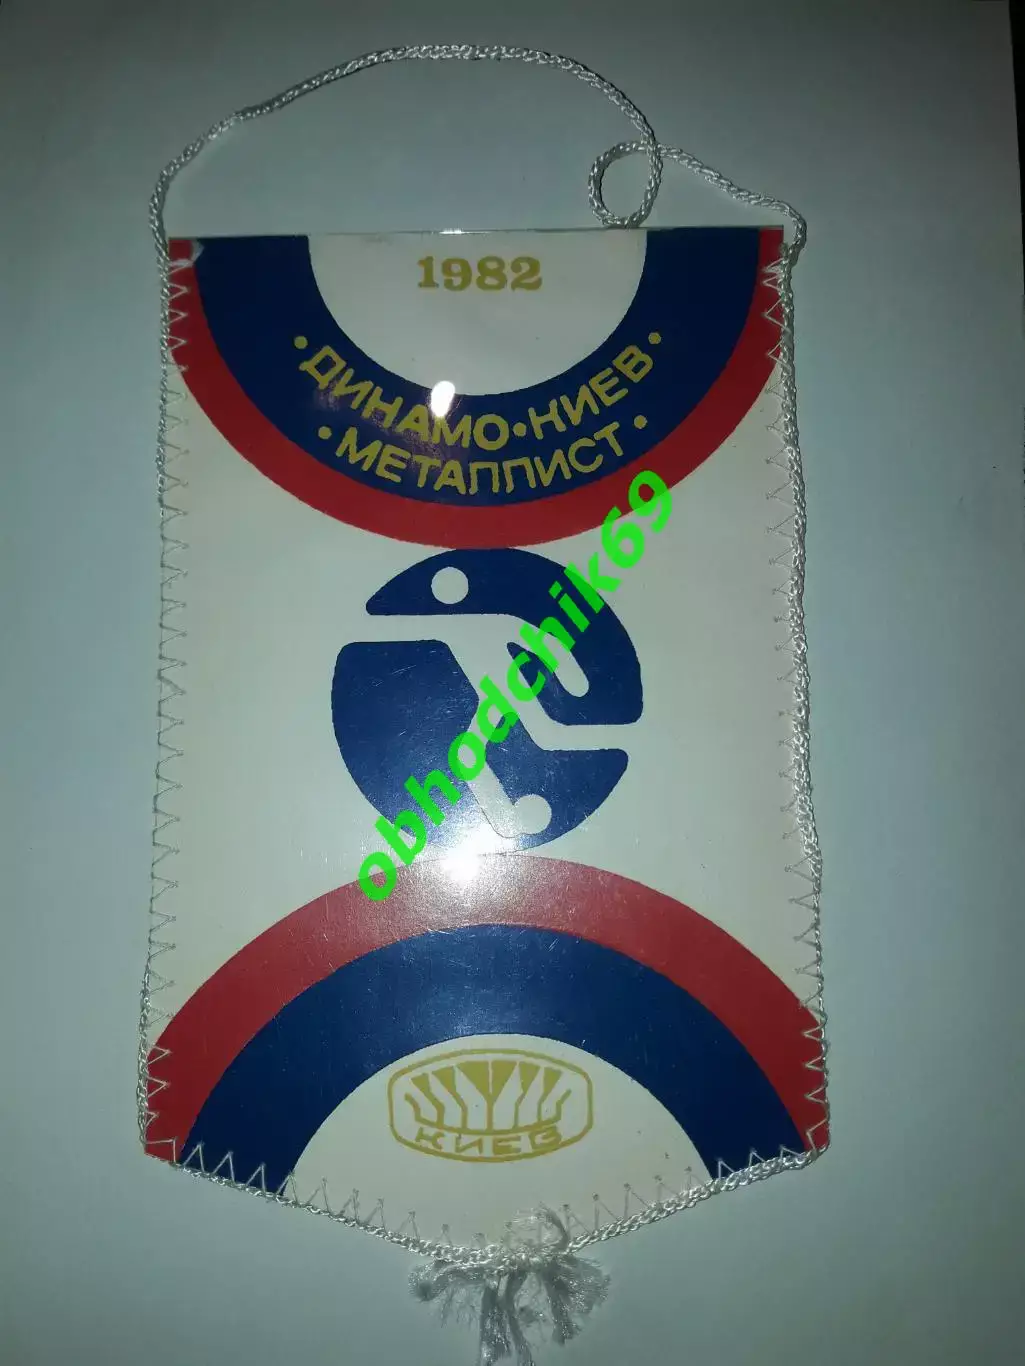 1982
•ДИНАМО•КИЕВ•
•МЕТАЛЛИСТ•
obhodchik69
КИЕВ